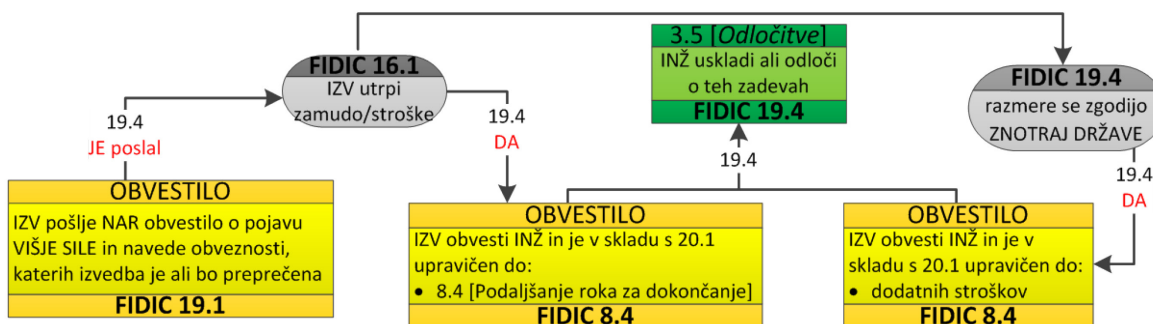 FIDIC 16.1
IZV utrpi
zamudo/stroške
3.5 [Odločitve]
INŽ uskladi ali odloči
o teh zadevah
FIDIC 19.4
FIDIC 19.4
razmere se zgodijo
ZNOTRAJ DRŽAVE
19.4
JE poslal
19.4
DA
19.4
19.4
DA
OBVESTILO
IZV pošlje NAR obvestilo o pojavu
VIŠJE SILE in navede obveznosti,
katerih izvedba je ali bo preprečena
FIDIC 19.1
OBVESTILO
IZV obvesti INŽ in je v skladu s 20.1
upravičen do:
• 8.4 [Podaljšanje roka za dokončanje]
FIDIC 8.4
OBVESTILO
IZV obvesti INŽ in je v
skladu s 20.1 upravičen do:
• dodatnih stroškov
FIDIC 8.4